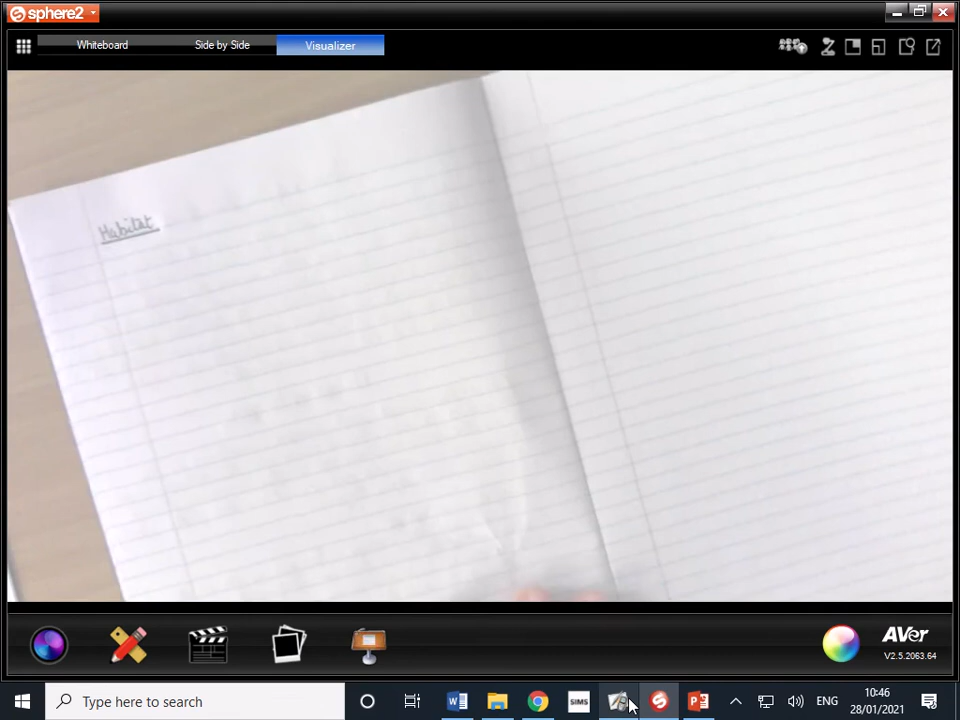 sphere2
Whiteboard
Side by Side
Visualizer
Habitat
AVer
V2.5.2063.64
Type here to search
SIMS
ENG
10:46
28/01/2021